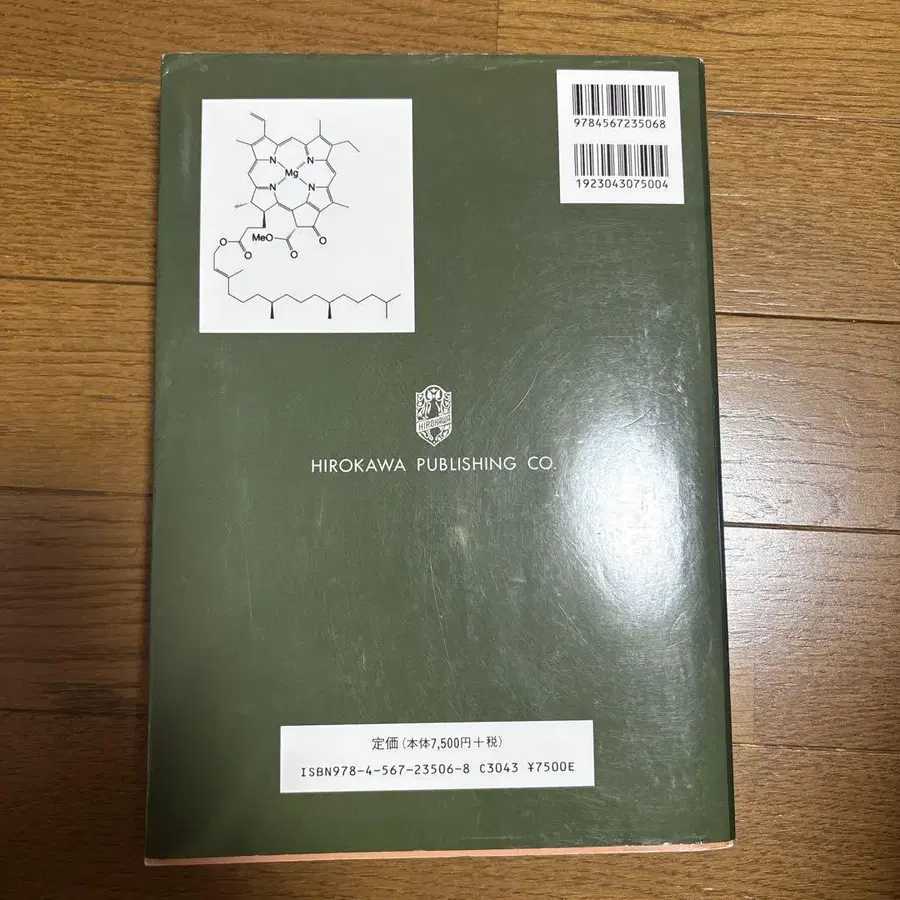 9784567235068
1923043075004
N
N
Mg
N
N
MeO
O
O
O
O
HIROKAWA
HIROKAWA PUBLISHING CO.
定価(本体7,500円+税)
ISBN978-4-567-23506-8 C3043 ¥7500E